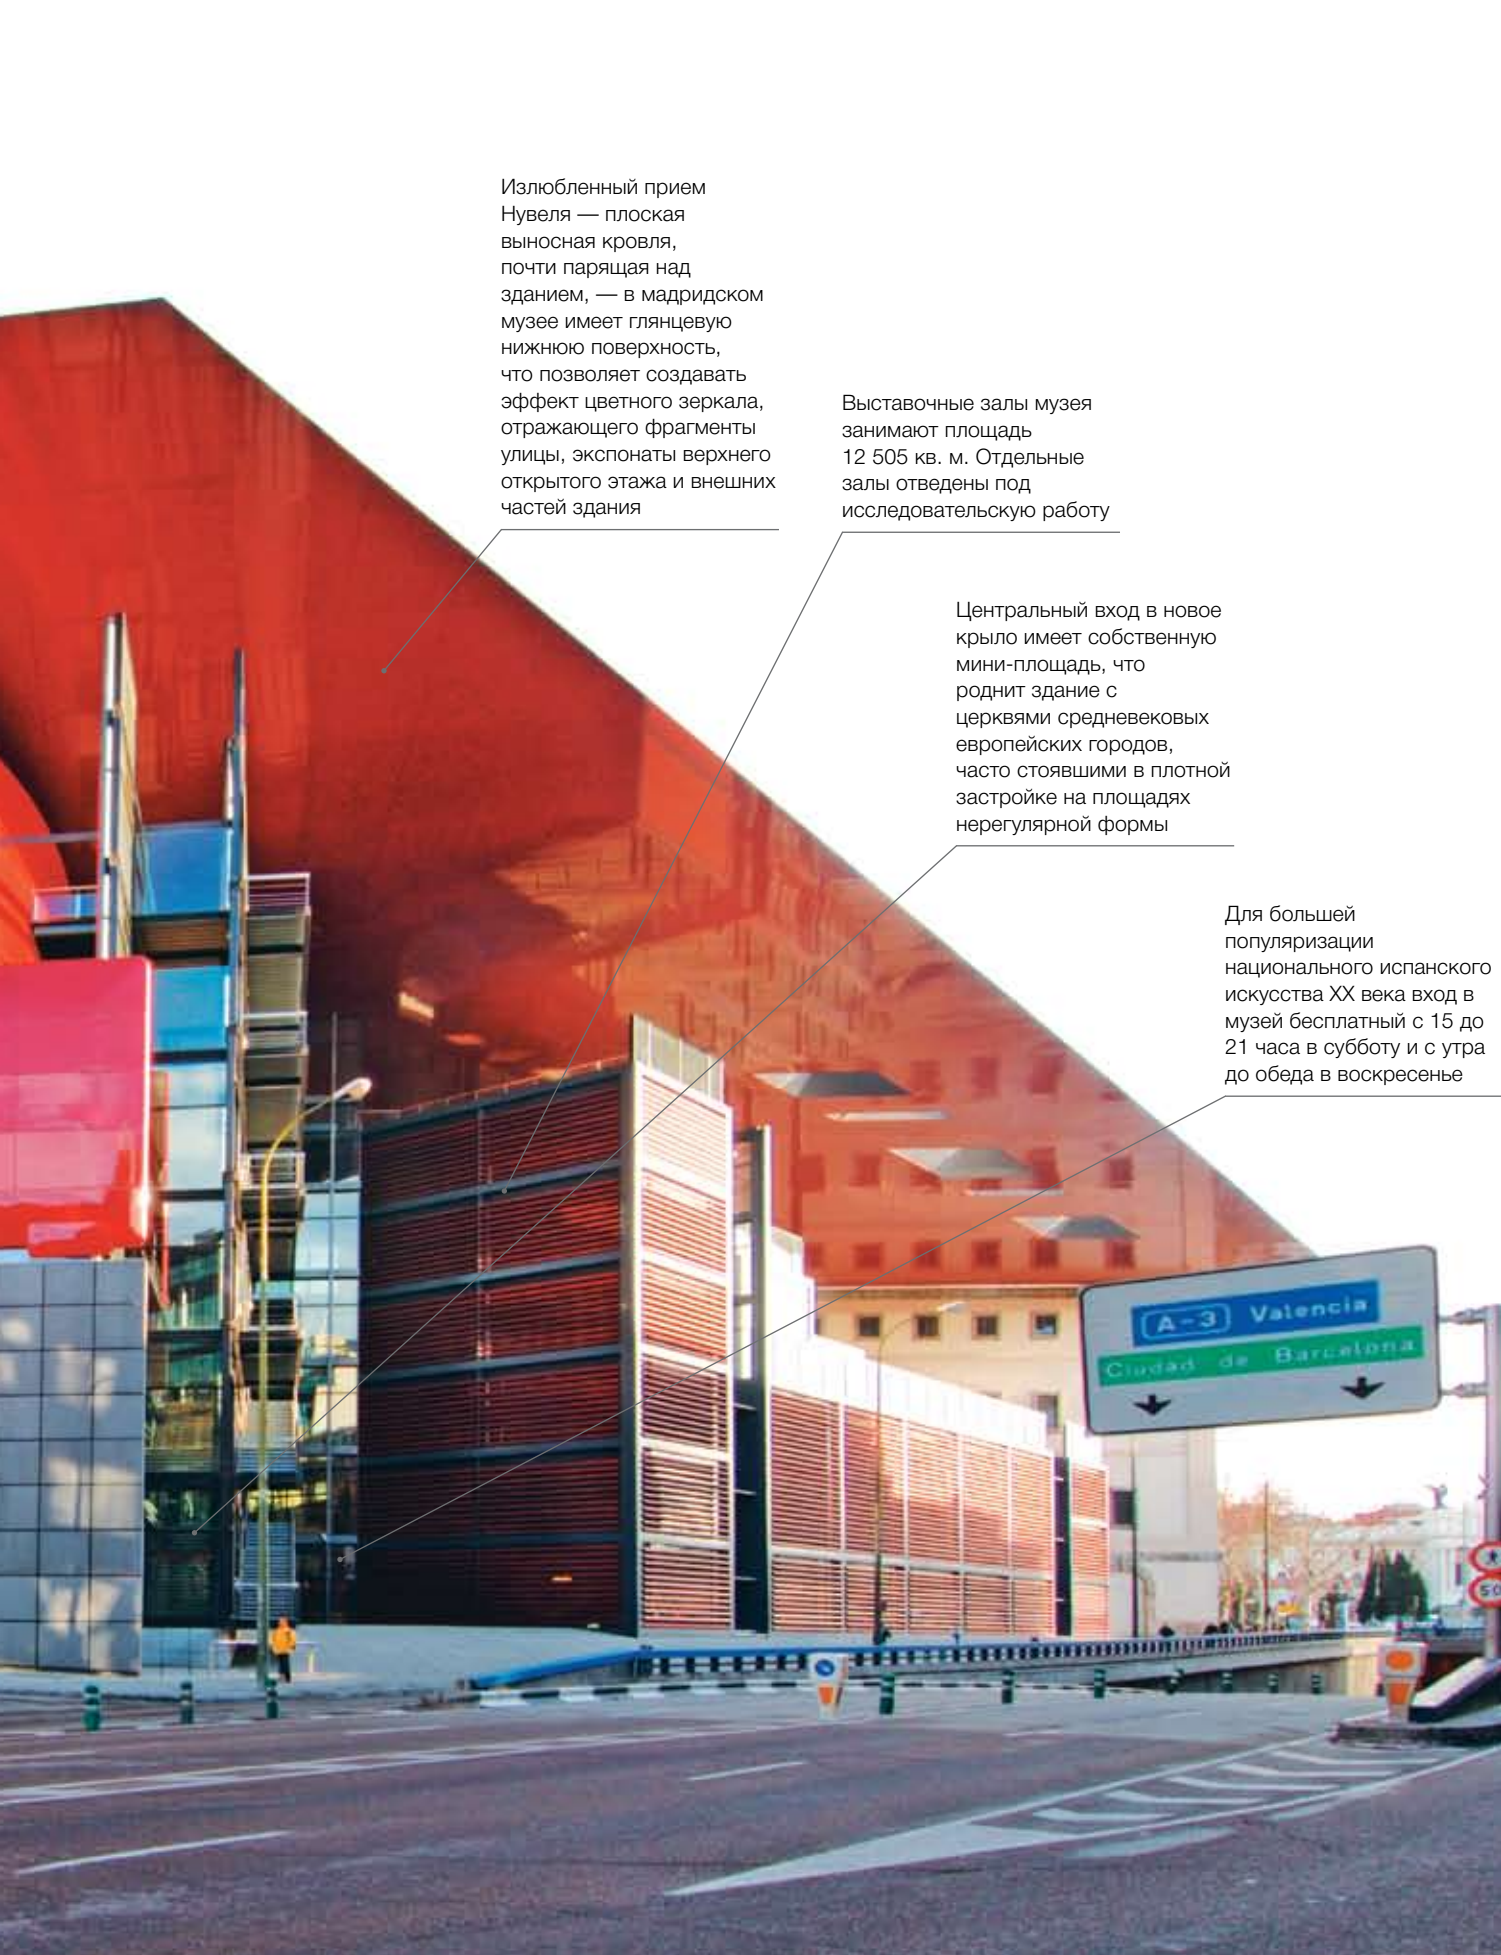 Излюбленный прием
Нувеля — плоская
выносная кровля,
почти парящая над
зданием, — в мадридском
музее имеет глянцевую
нижнюю поверхность,
что позволяет создавать
эффект цветного зеркала,
отражающего фрагменты
улицы, экспонаты верхнего
открытого этажа и внешних
частей здания
Выставочные залы музея
занимают площадь
12 505 кв. м. Отдельные
залы отведены под
исследовательскую работу
Центральный вход в новое
крыло имеет собственную
мини-площадь, что
роднит здание с
церквями средневековых
европейских городов,
часто стоявшими в плотной
застройке на площадях
нерегулярной формы
Для большей
популяризации
национального испанского
искусства XX века вход в
музей бесплатный с 15 до
21 часа в субботу и с утра
до обеда в воскресенье
A-3 Valencia
Ciudad de Barcelona
50